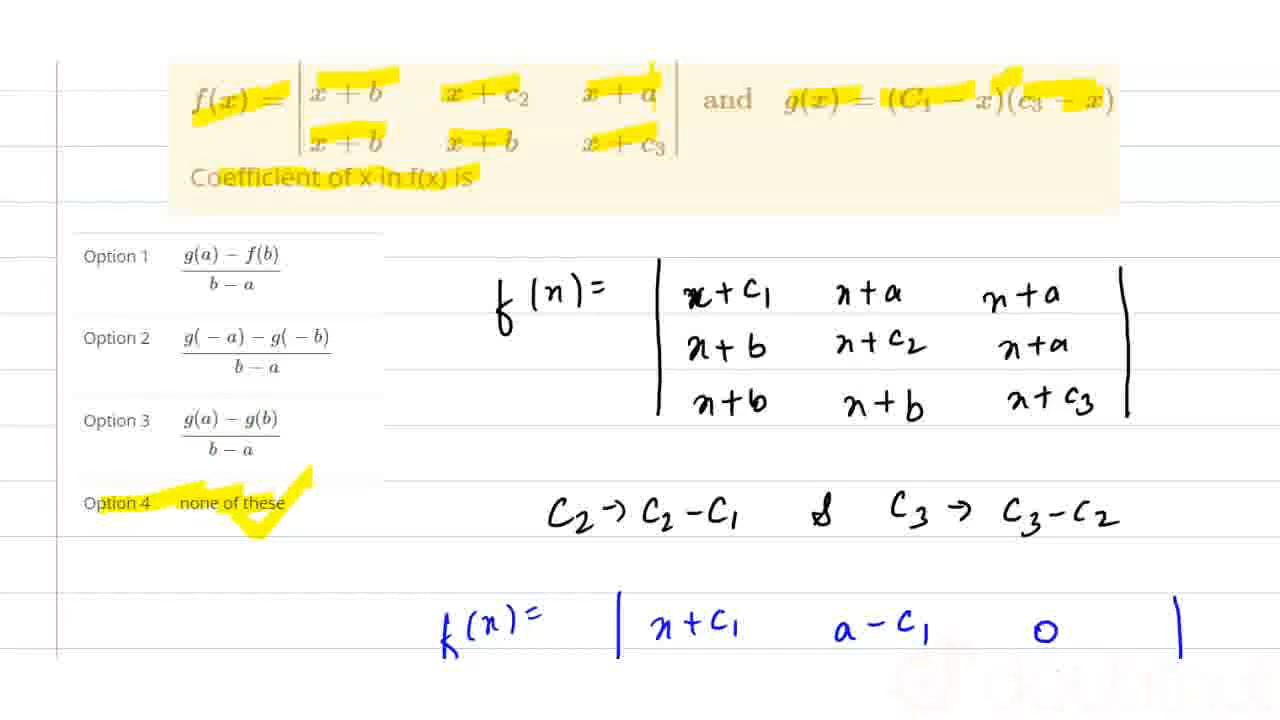 f(x) = | x + b   x + c₂   x + a | and g(x) = (C₁ − x)(c₃ − x)
| x + b   x + b   x + c₃ |
Coefficient of x in f(x) is
Option 1   g(a) − f(b) / b − a
Option 2   g( − a) − g( − b) / b − a
Option 3   g(a) − g(b) / b − a
Option 4   none of these
f(x) = | x + c₁   x + a   x + a |
| x + b   x + c₂   x + a |
| x + b   x + b   x + c₃ |
C₂ → C₂ − C₁   &   C₃ → C₃ − C₂
f(x) = | x + c₁   a − c₁   0 |